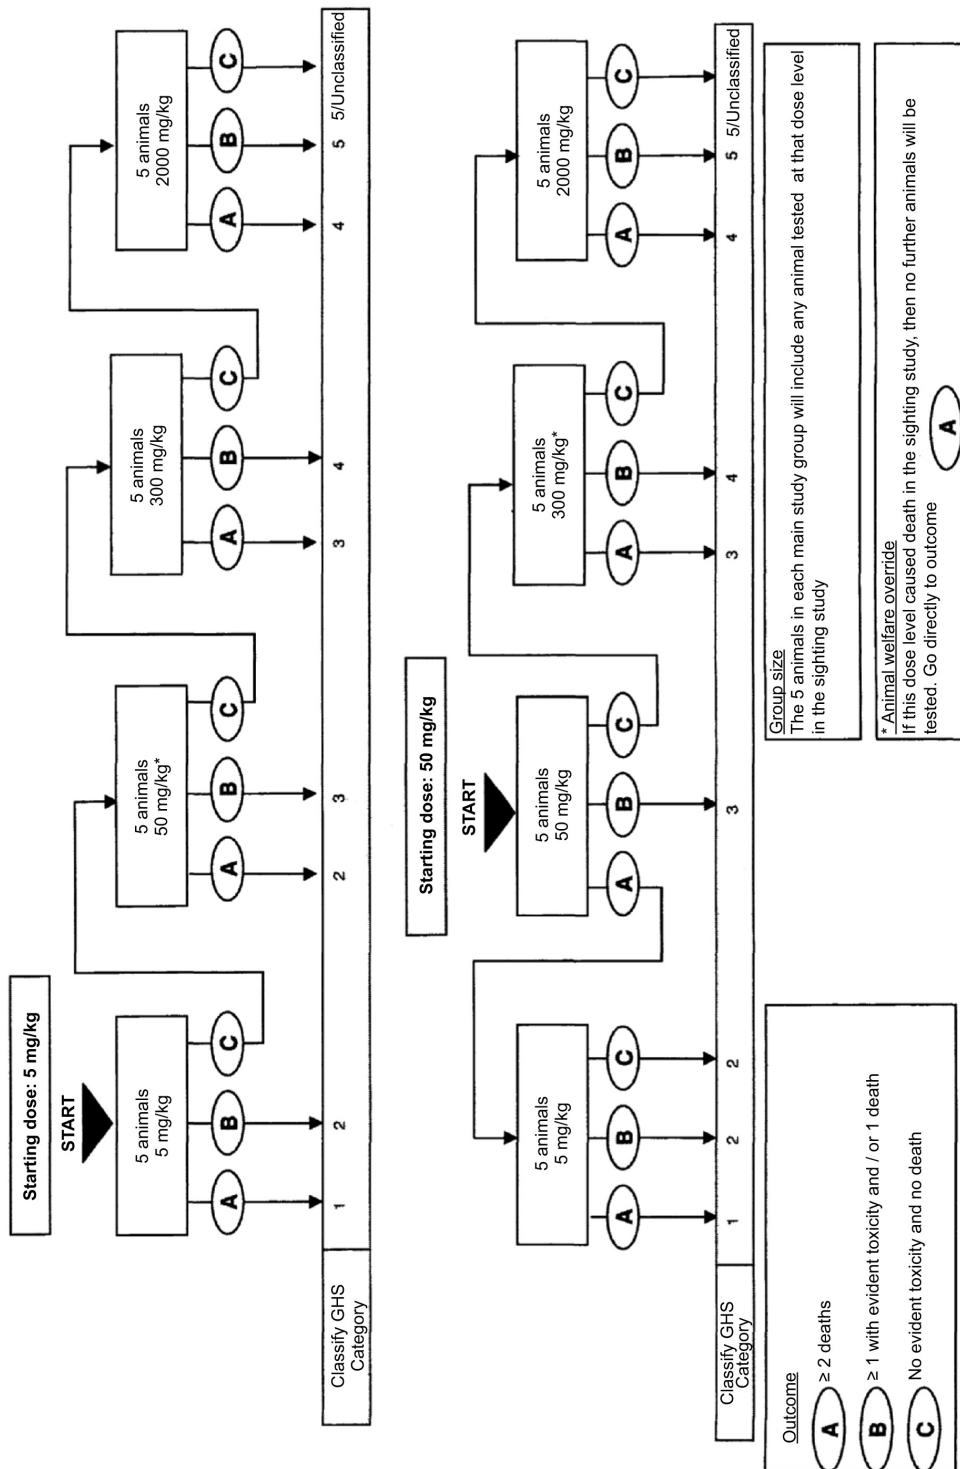 Starting dose: 5 mg/kg
START
5 animals
5 mg/kg
5 animals
50 mg/kg*
5 animals
300 mg/kg
5 animals
2000 mg/kg
A
B
C
A
B
C
A
B
C
A
B
C
Classify GHS
Category
1
2
2
3
3
4
4
5
5/Unclassified
Starting dose: 50 mg/kg
START
5 animals
5 mg/kg
5 animals
50 mg/kg
5 animals
300 mg/kg*
5 animals
2000 mg/kg
A
B
C
A
B
C
A
B
C
A
B
C
Classify GHS
Category
1
2
2
3
3
4
4
5
5/Unclassified
Outcome
A
≥ 2 deaths
B
≥ 1 with evident toxicity and / or 1 death
C
No evident toxicity and no death
Group size
The 5 animals in each main study group will include any animal tested at that dose level
in the sighting study
* Animal welfare override
If this dose level caused death in the sighting study, then no further animals will be
tested. Go directly to outcome
A